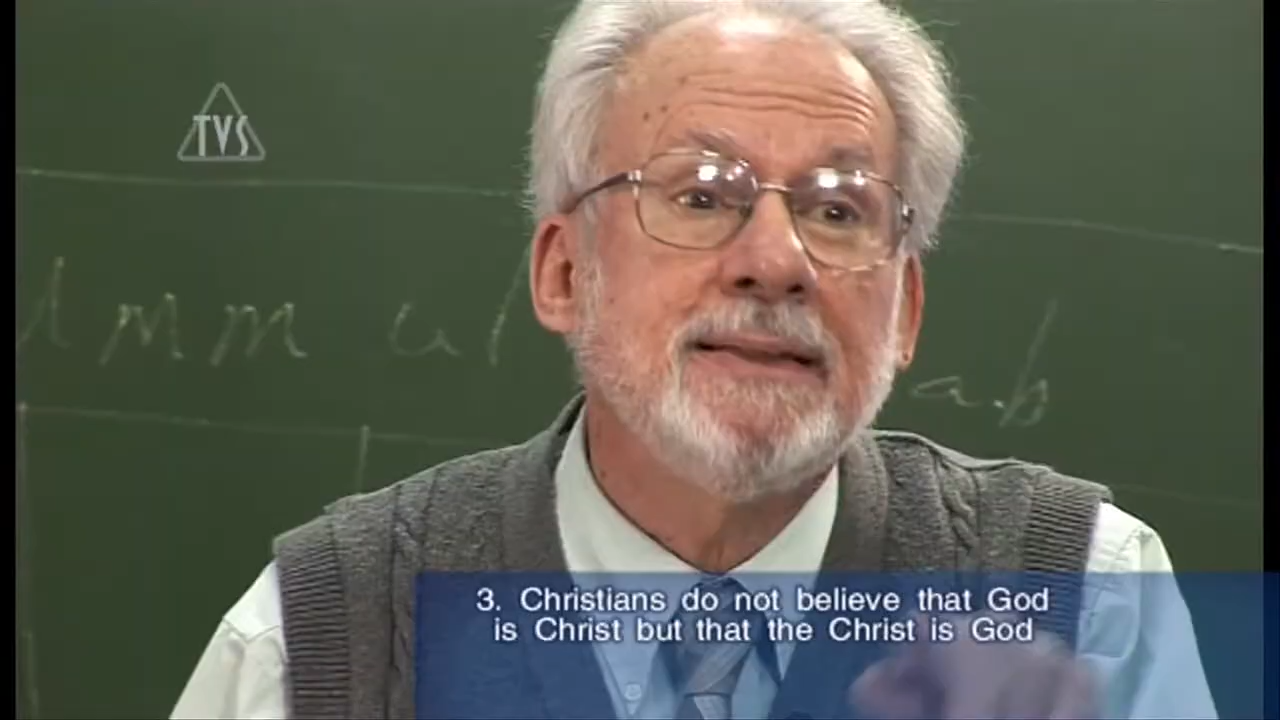 TVS
a.b
3. Christians do not believe that God
is Christ but that the Christ is God